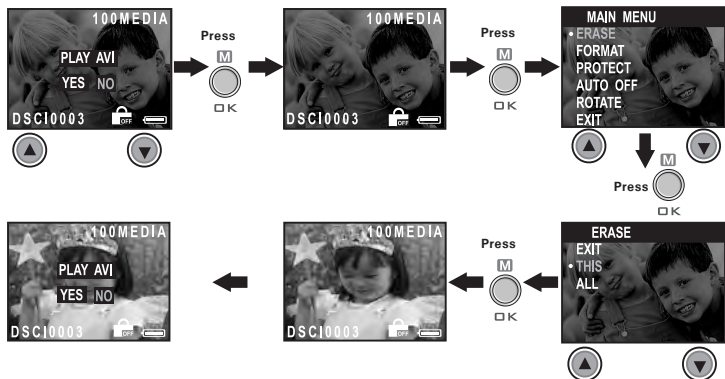 100MEDIA
PLAY AVI
YES NO
DSCI0003
OFF
Press
M
OK
100MEDIA
DSCI0003
OFF
Press
M
OK
MAIN MENU
• ERASE
FORMAT
PROTECT
AUTO OFF
ROTATE
EXIT
Press
M
OK
ERASE
EXIT
• THIS
ALL
Press
M
OK
100MEDIA
DSCI0003
OFF
100MEDIA
PLAY AVI
YES NO
DSCI0003
OFF